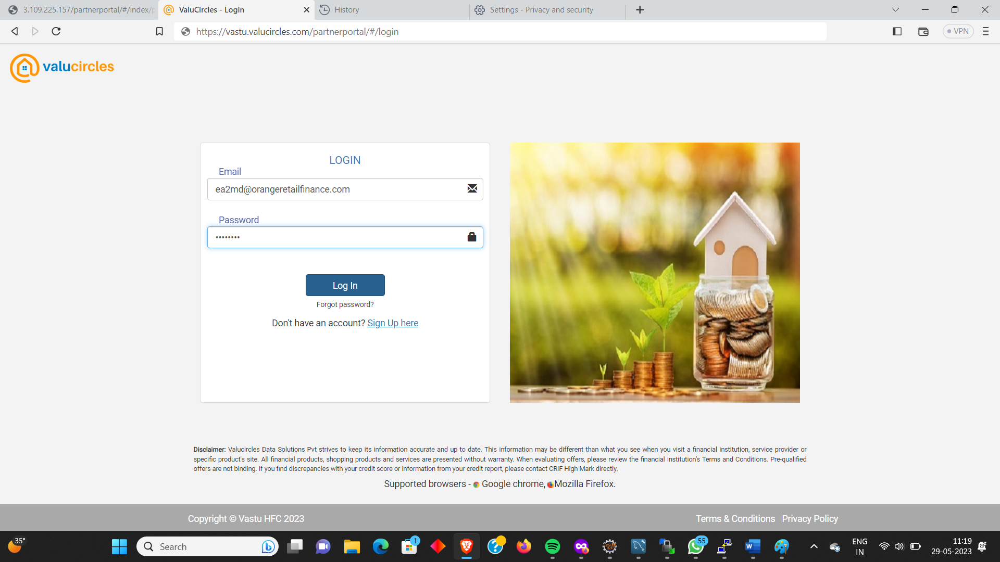 3.109.225.157/partnerportal/#/index/p
ValuCircles - Login
History
Settings - Privacy and security
https://vastu.valucircles.com/partnerportal/#/login
VPN
valucircles
LOGIN
Email
ea2md@orangeretailfinance.com
Password
••••••••
Log In
Forgot password?
Don't have an account? Sign Up here
Disclaimer: Valucircles Data Solutions Pvt strives to keep its information accurate and up to date. This information may be different than what you see when you visit a financial institution, service provider or
specific product's site. All financial products, shopping products and services are presented without warranty. When evaluating offers, please review the financial institution's Terms and Conditions. Pre-qualified
offers are not binding. If you find discrepancies with your credit score or information from your credit report, please contact CRIF High Mark directly.
Supported browsers - Google chrome, Mozilla Firefox.
Copyright © Vastu HFC 2023
Terms & Conditions Privacy Policy
35°
Search
1
55
ENG
IN
11:19
29-05-2023